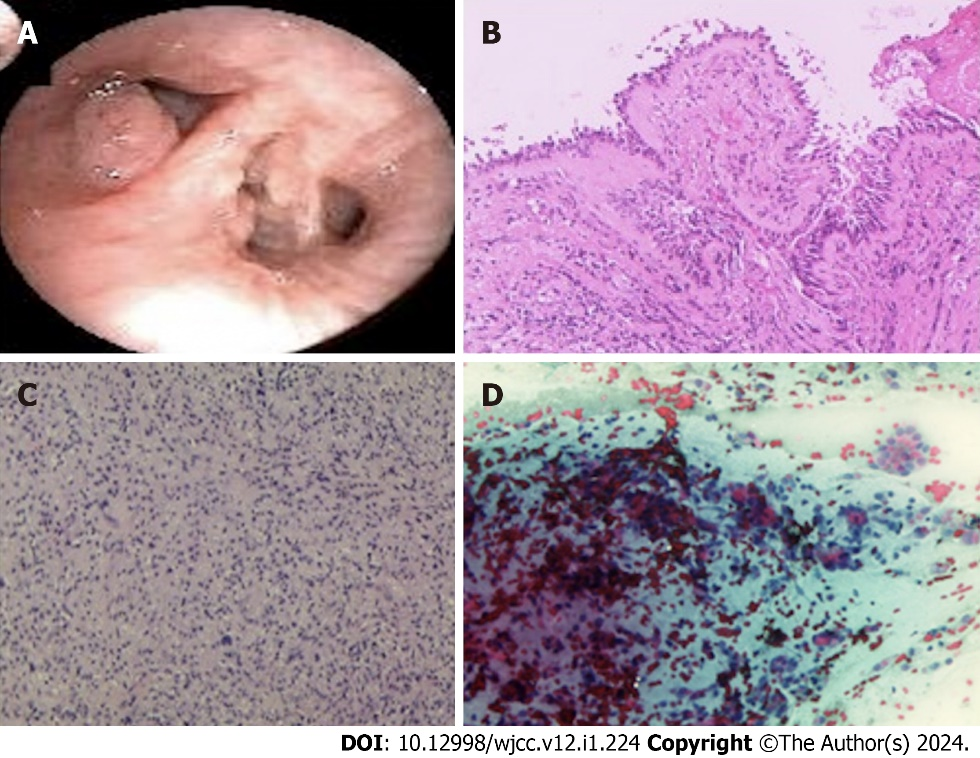 A
B
C
D
DOI: 10.12998/wjcc.v12.i1.224 Copyright ©The Author(s) 2024.